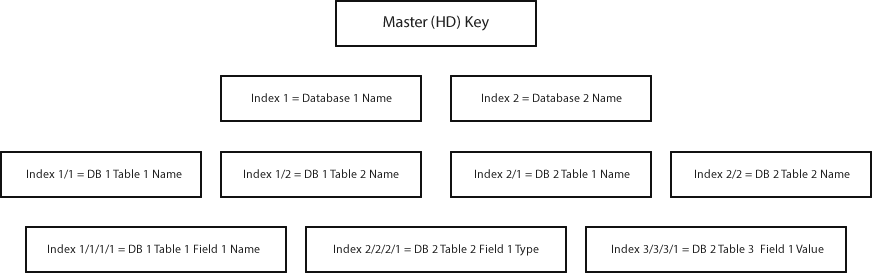 Master (HD) Key
Index 1 = Database 1 Name
Index 2 = Database 2 Name
Index 1/1 = DB 1 Table 1 Name
Index 1/2 = DB 1 Table 2 Name
Index 2/1 = DB 2 Table 1 Name
Index 2/2 = DB 2 Table 2 Name
Index 1/1/1/1 = DB 1 Table 1 Field 1 Name
Index 2/2/2/1 = DB 2 Table 2 Field 1 Type
Index 3/3/3/1 = DB 2 Table 3 Field 1 Value